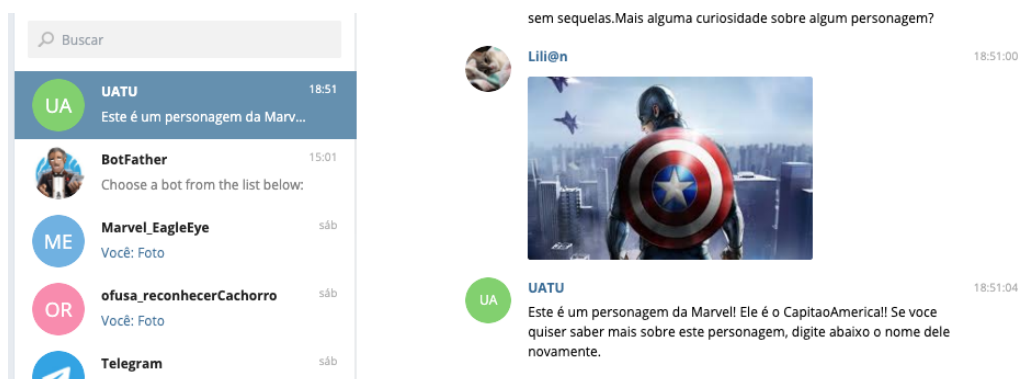 Buscar
UA
UATU
18:51
Este é um personagem da Marv...
BotFather
15:01
Choose a bot from the list below:
ME
Marvel_EagleEye
sáb
Você: Foto
OR
ofusa_reconhecerCachorro
sáb
Você: Foto
Telegram
sáb
sem sequelas.Mais alguma curiosidade sobre algum personagem?
Lili@n
18:51:00
UA
UATU
18:51:04
Este é um personagem da Marvel! Ele é o CapitaoAmerica!! Se voce
quiser saber mais sobre este personagem, digite abaixo o nome dele
novamente.